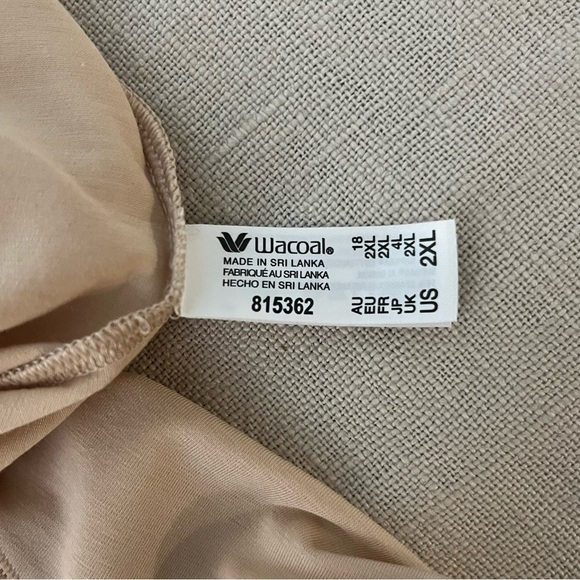 Wacoal®
MADE IN SRI LANKA
FABRIQUÉ AU SRI LANKA
HECHO EN SRI LANKA
815362
AU 18
EU 2XL
FR 2XL
JP 4L
UK 2XL
US 2XL